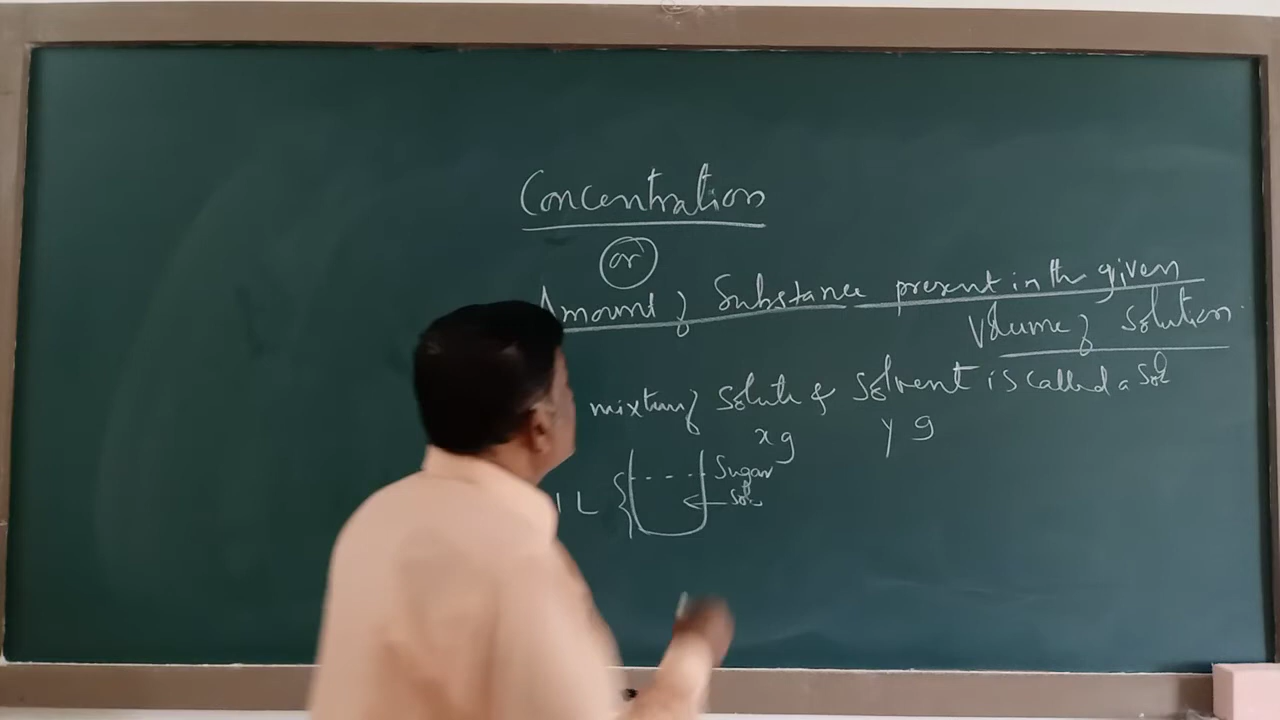 Concentration
or
Amount of Substance present in the given
Volume of Solution.
mixture of Solute & Solvent is called a Sol
x g y g
Sugar
1 L Sol